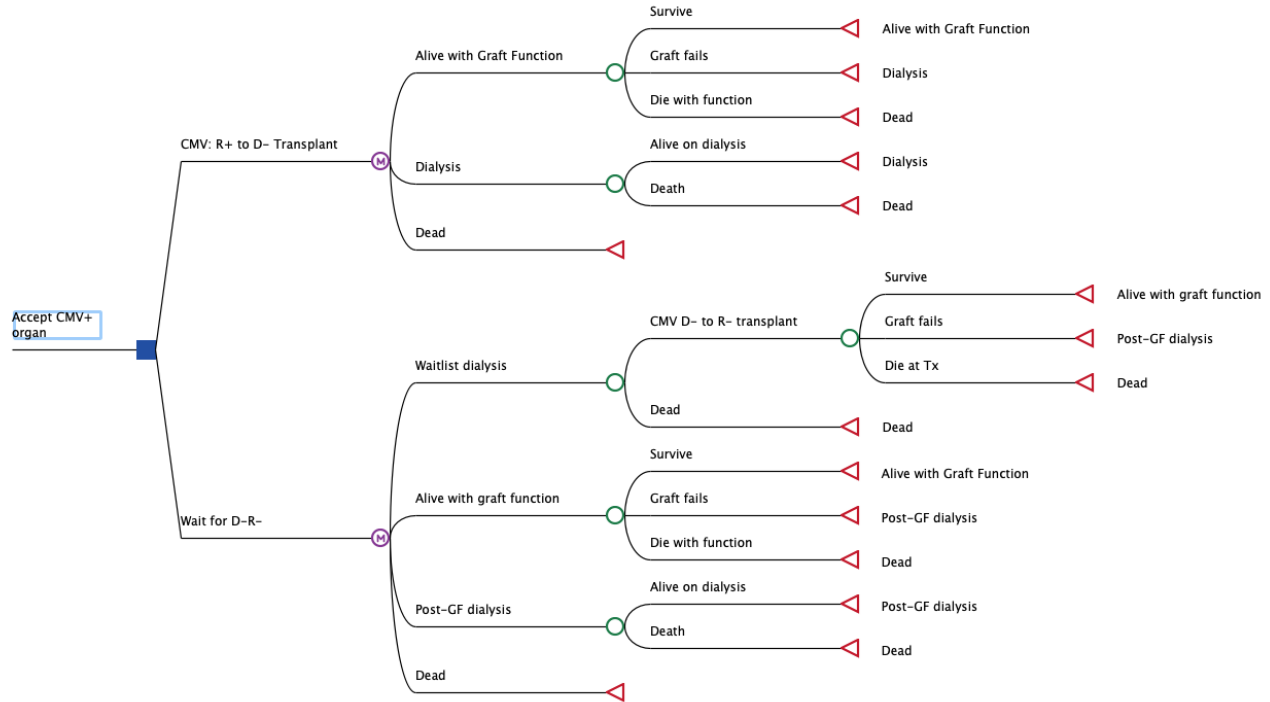 Survive
Alive with Graft Function
Alive with Graft Function
Graft fails
Dialysis
Die with function
Dead
CMV: R+ to D- Transplant
M
Alive on dialysis
Dialysis
Dialysis
Death
Dead
Dead
Accept CMV+
organ
Survive
Alive with graft function
CMV D- to R- transplant
Graft fails
Post-GF dialysis
Waitlist dialysis
Die at Tx
Dead
Dead
Dead
Survive
Alive with Graft Function
Alive with graft function
Graft fails
Post-GF dialysis
Wait for D-R-
M
Die with function
Dead
Alive on dialysis
Post-GF dialysis
Post-GF dialysis
Death
Dead
Dead